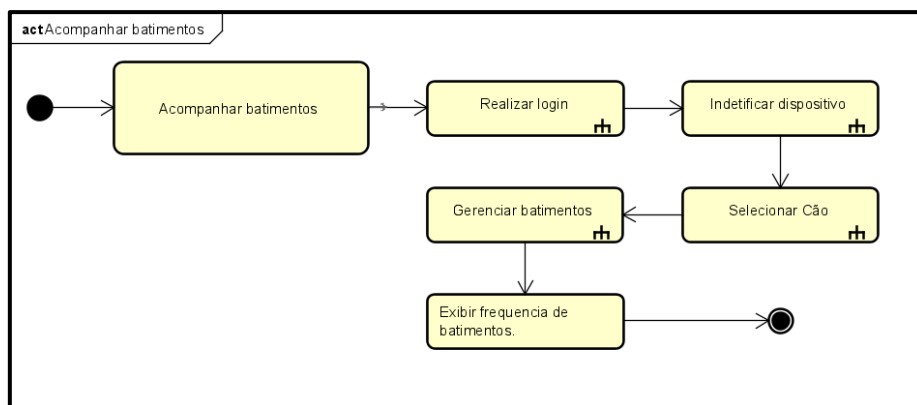 act Acompanhar batimentos
Acompanhar batimentos
Realizar login
Indetificar dispositivo
Gerenciar batimentos
Selecionar Cão
Exibir frequencia de
batimentos.